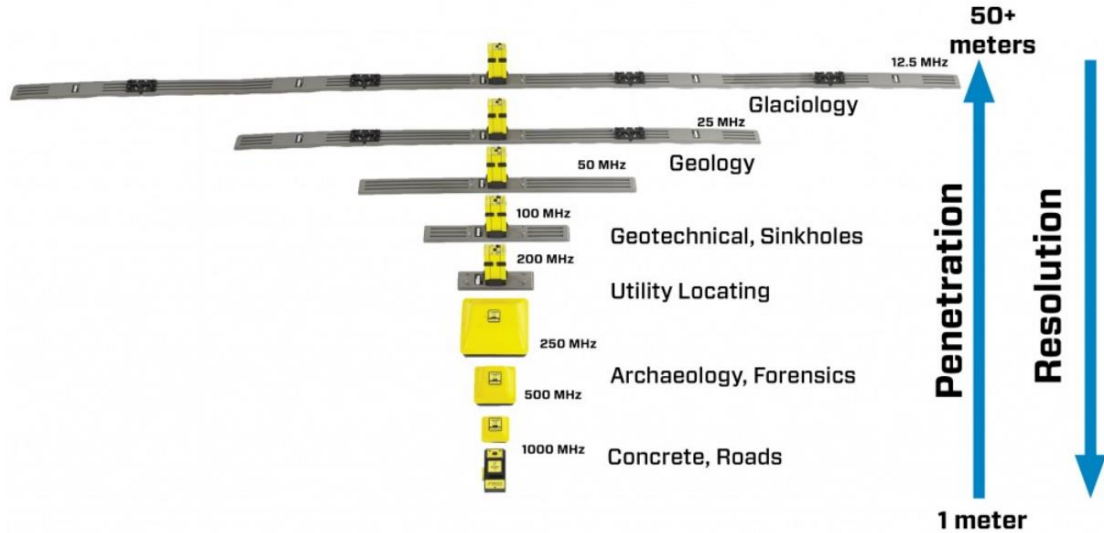 50+
meters
12.5 MHz
Glaciology
25 MHz
Geology
50 MHz
100 MHz
Geotechnical, Sinkholes
200 MHz
Utility Locating
250 MHz
Archaeology, Forensics
500 MHz
1000 MHz
Concrete, Roads
Penetration
Resolution
1 meter